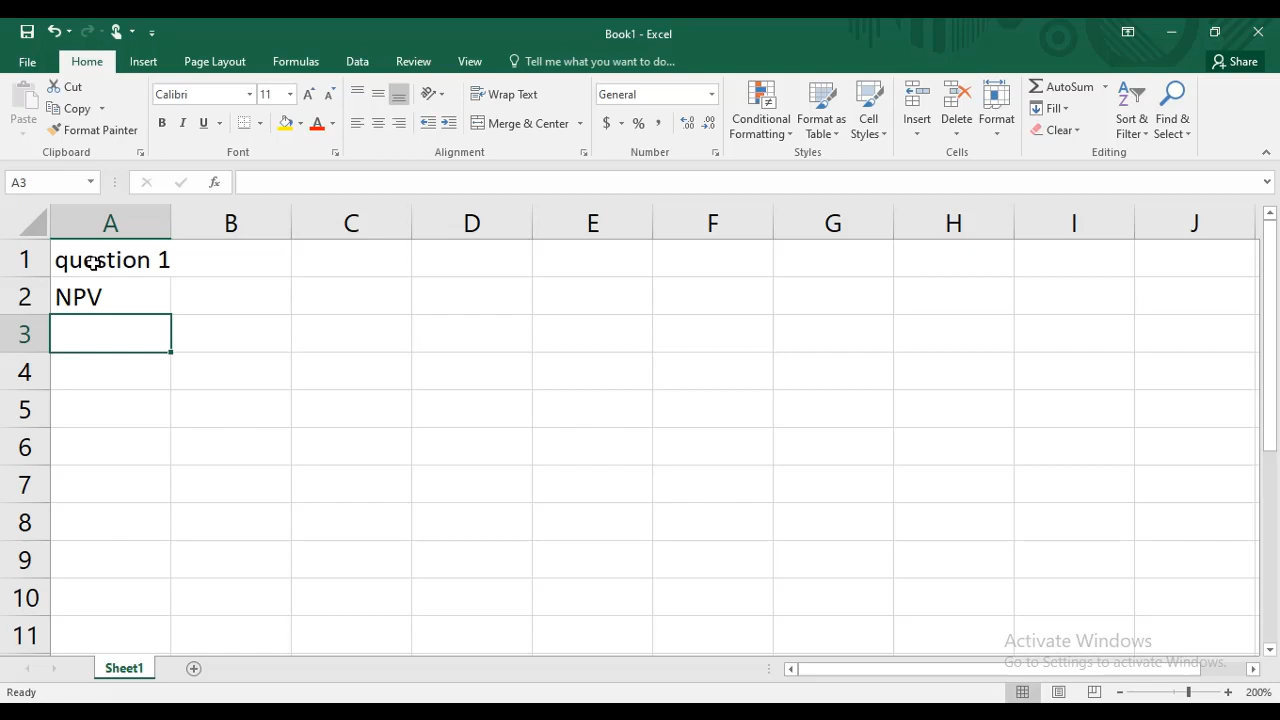 Book1 - Excel
File Home Insert Page Layout Formulas Data Review View Tell me what you want to do... Share
Paste
Cut
Copy
Format Painter
Clipboard
Calibri 11
B I U
Font
Wrap Text
Merge & Center
Alignment
General
$ % ,
Number
Conditional Formatting
Format as Table
Cell Styles
Styles
Insert Delete Format
Cells
AutoSum
Fill
Clear
Sort & Filter
Find & Select
Editing
A3 fx
A B C D E F G H I J
1 question 1
2 NPV
3
4
5
6
7
8
9
10
11
Activate Windows
Go to Settings to activate Windows.
Sheet1
Ready 200%